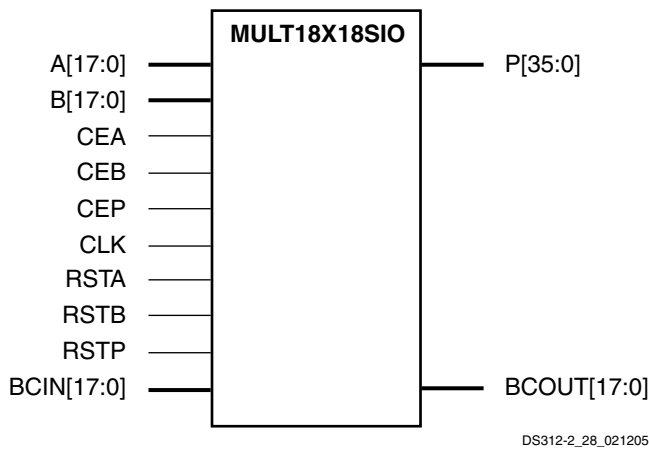 MULT18X18SIO
A[17:0]
P[35:0]
B[17:0]
CEA
CEB
CEP
CLK
RSTA
RSTB
RSTP
BCIN[17:0]
BCOUT[17:0]
DS312-2_28_021205